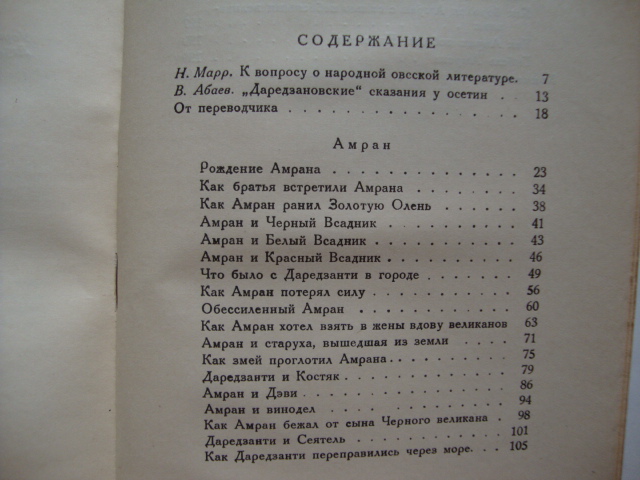 СОДЕРЖАНИЕ
Н. Марр. К вопросу о народной овсской литературе. 7
В. Абаев. „Даредзановские“ сказания у осетин . 13
От переводчика . . . . . . . . . . . . . . . 18
Амран
Рождение Амрана . . . . . . . . . . . 23
Как братья встретили Амрана . . . . . . . 34
Как Амран ранил Золотую Олень . . . . . . 38
Амран и Черный Всадник . . . . . . . . . 41
Амран и Белый Всадник . . . . . . . . . . 43
Амран и Красный Всадник . . . . . . . . . 46
Что было с Даредзанти в городе . . . . . . . 49
Как Амран потерял силу . . . . . . . . . . 56
Обессиленный Амран . . . . . . . . . . . 60
Как Амран хотел взять в жены вдову великанов 63
Амран и старуха, вышедшая из земли . . . . 71
Как змей проглотил Амрана . . . . . . . . . 75
Даредзанти и Костяк . . . . . . . . . . . . 79
Амран и Дэви . . . . . . . . . . . . . . 86
Амран и винодел . . . . . . . . . . . . . 94
Как Амран бежал от сына Черного великана . 98
Даредзанти и Сеятель . . . . . . . . . . . 101
Как Даредзанти переправились через море. . . 105